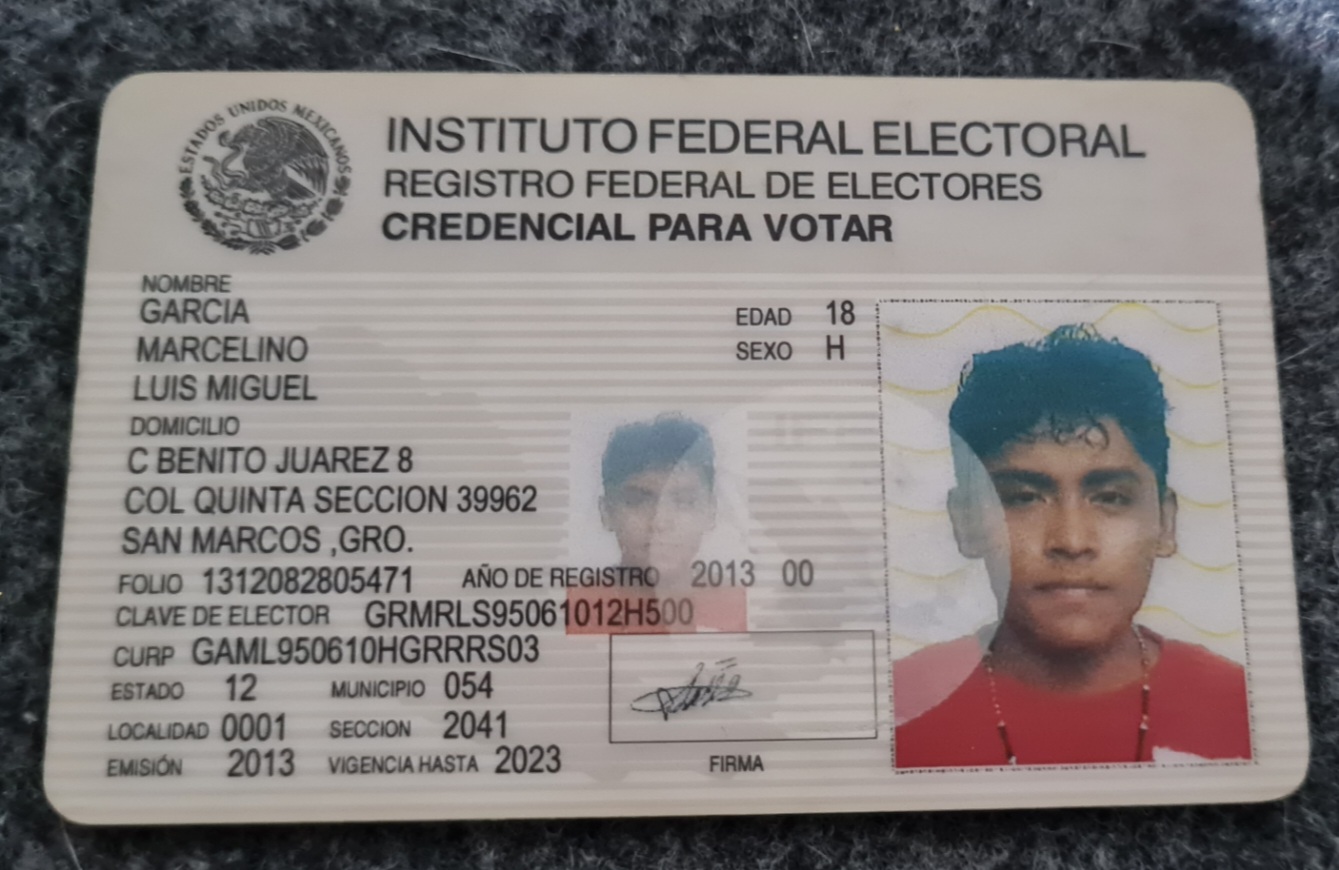 ESTADOS UNIDOS MEXICANOS
INSTITUTO FEDERAL ELECTORAL
REGISTRO FEDERAL DE ELECTORES
CREDENCIAL PARA VOTAR
NOMBRE
GARCIA
MARCELINO
LUIS MIGUEL
EDAD 18
SEXO H
DOMICILIO
C BENITO JUAREZ 8
COL QUINTA SECCION 39962
SAN MARCOS ,GRO.
FOLIO 1312082805471 AÑO DE REGISTRO 2013 00
CLAVE DE ELECTOR GRMRLS95061012H500
CURP GAML950610HGRRRS03
ESTADO 12 MUNICIPIO 054
LOCALIDAD 0001 SECCION 2041
EMISIÓN 2013 VIGENCIA HASTA 2023
FIRMA